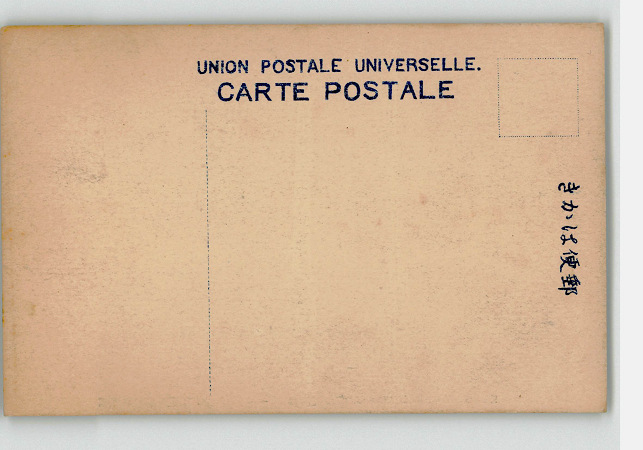 UNION POSTALE UNIVERSELLE.
CARTE POSTALE
郵便はかき